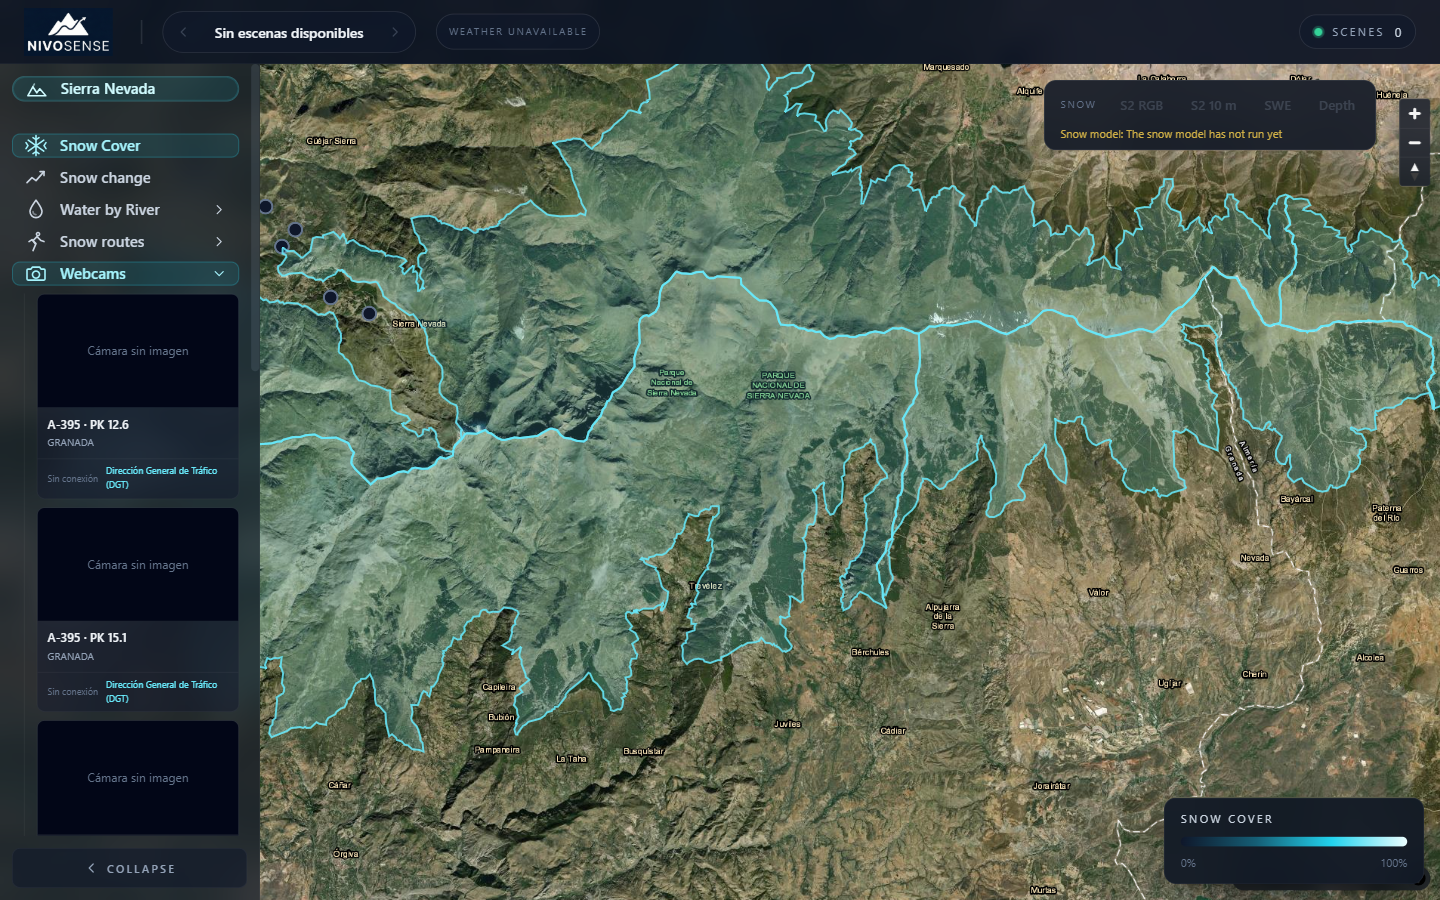 NIVOSENSE
Sin escenas disponibles
WEATHER UNAVAILABLE
SCENES 0
Sierra Nevada
Snow Cover
Snow change
Water by River
Snow routes
Webcams
Cámara sin imagen
A-395 · PK 12.6
GRANADA
Sin conexión
Dirección General de Tráfico
(DGT)
Cámara sin imagen
A-395 · PK 15.1
GRANADA
Sin conexión
Dirección General de Tráfico
(DGT)
Cámara sin imagen
COLLAPSE
SNOW
S2 RGB
S2 10 m
SWE
Depth
Snow model: The snow model has not run yet
Marquesado
La Calahorra
Dólar
Alquife
Huéneja
Güéjar Sierra
Sierra Nevada
Parque
Nacional de
Sierra Nevada
PARQUE
NACIONAL DE
SIERRA NEVADA
Almería
Granada
Bayárcal
Paterna
del Río
Nevada
Guarros
Trevélez
Válor
Alpujarra
de la
Sierra
Bérchules
Alcolea
Cherín
Ugíjar
Capileira
Bubión
Pampaneira
La Taha
Busquístar
Juviles
Cádiar
Cáñar
Jorairátar
Órgiva
Murtas
SNOW COVER
0%
100%